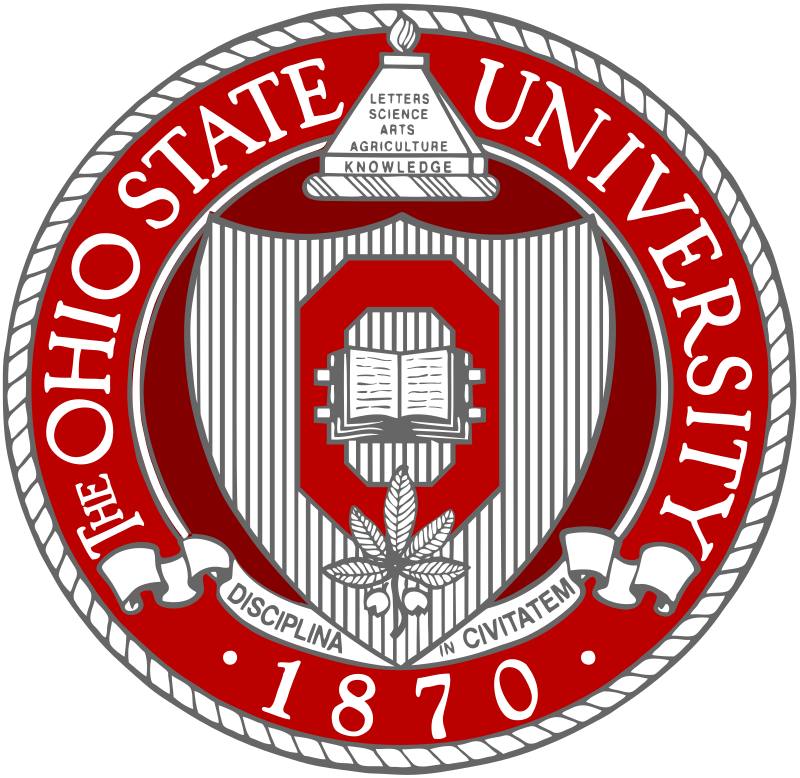 THE OHIO STATE UNIVERSITY
LETTERS
SCIENCE
ARTS
AGRICULTURE
KNOWLEDGE
DISCIPLINA IN CIVITATEM
· 1870 ·